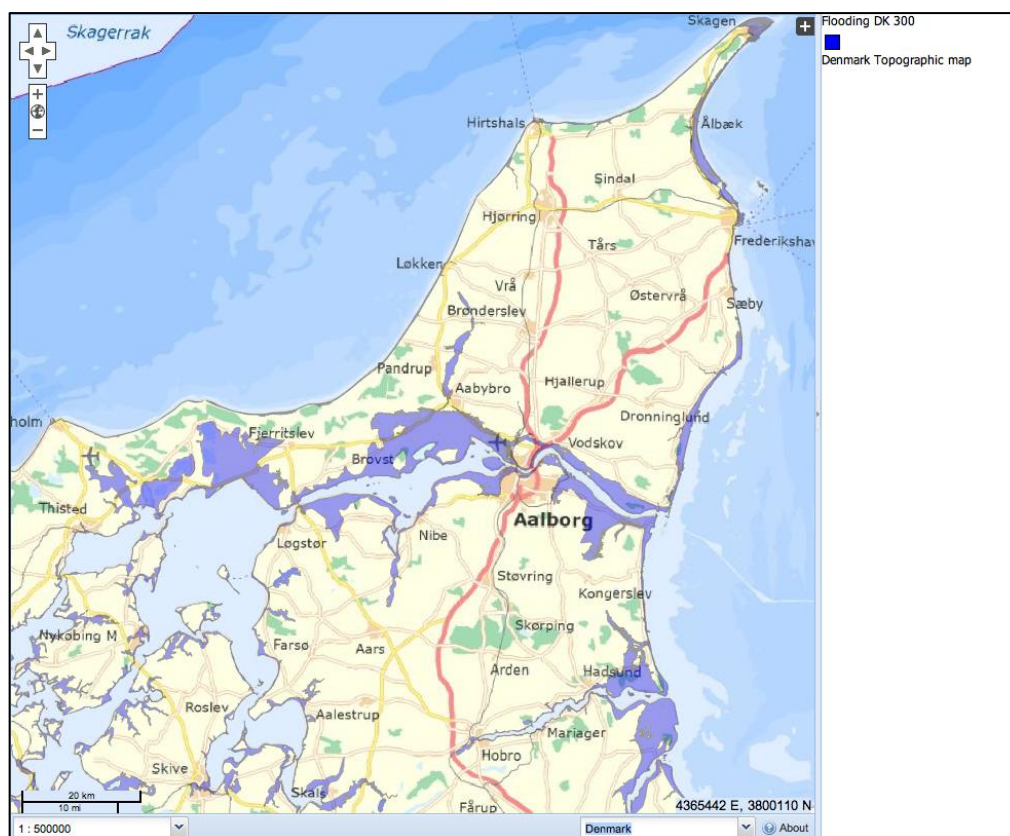 Skagen
Flooding DK 300
Skagerrak
Denmark Topographic map
Hirtshals
Ålbæk
Sindal
Hjørring
Frederikshav
Tårs
Løkken
Vrå
Østervrå
Sæby
Brønderslev
Pandrup
Hjallerup
Aabybro
Dronninglund
holm
Fjerritslev
Vodskov
Brovst
Thisted
Aalborg
Nibe
Løgstør
Støvring
Kongerslev
Skørping
Nykøbing M
Farsø
Aars
Arden
Hadsund
Roslev
Aalestrup
Mariager
Hobro
Skive
Skals
Fårup
20 km
10 mi
4365442 E, 3800110 N
1 : 500000
Denmark
About